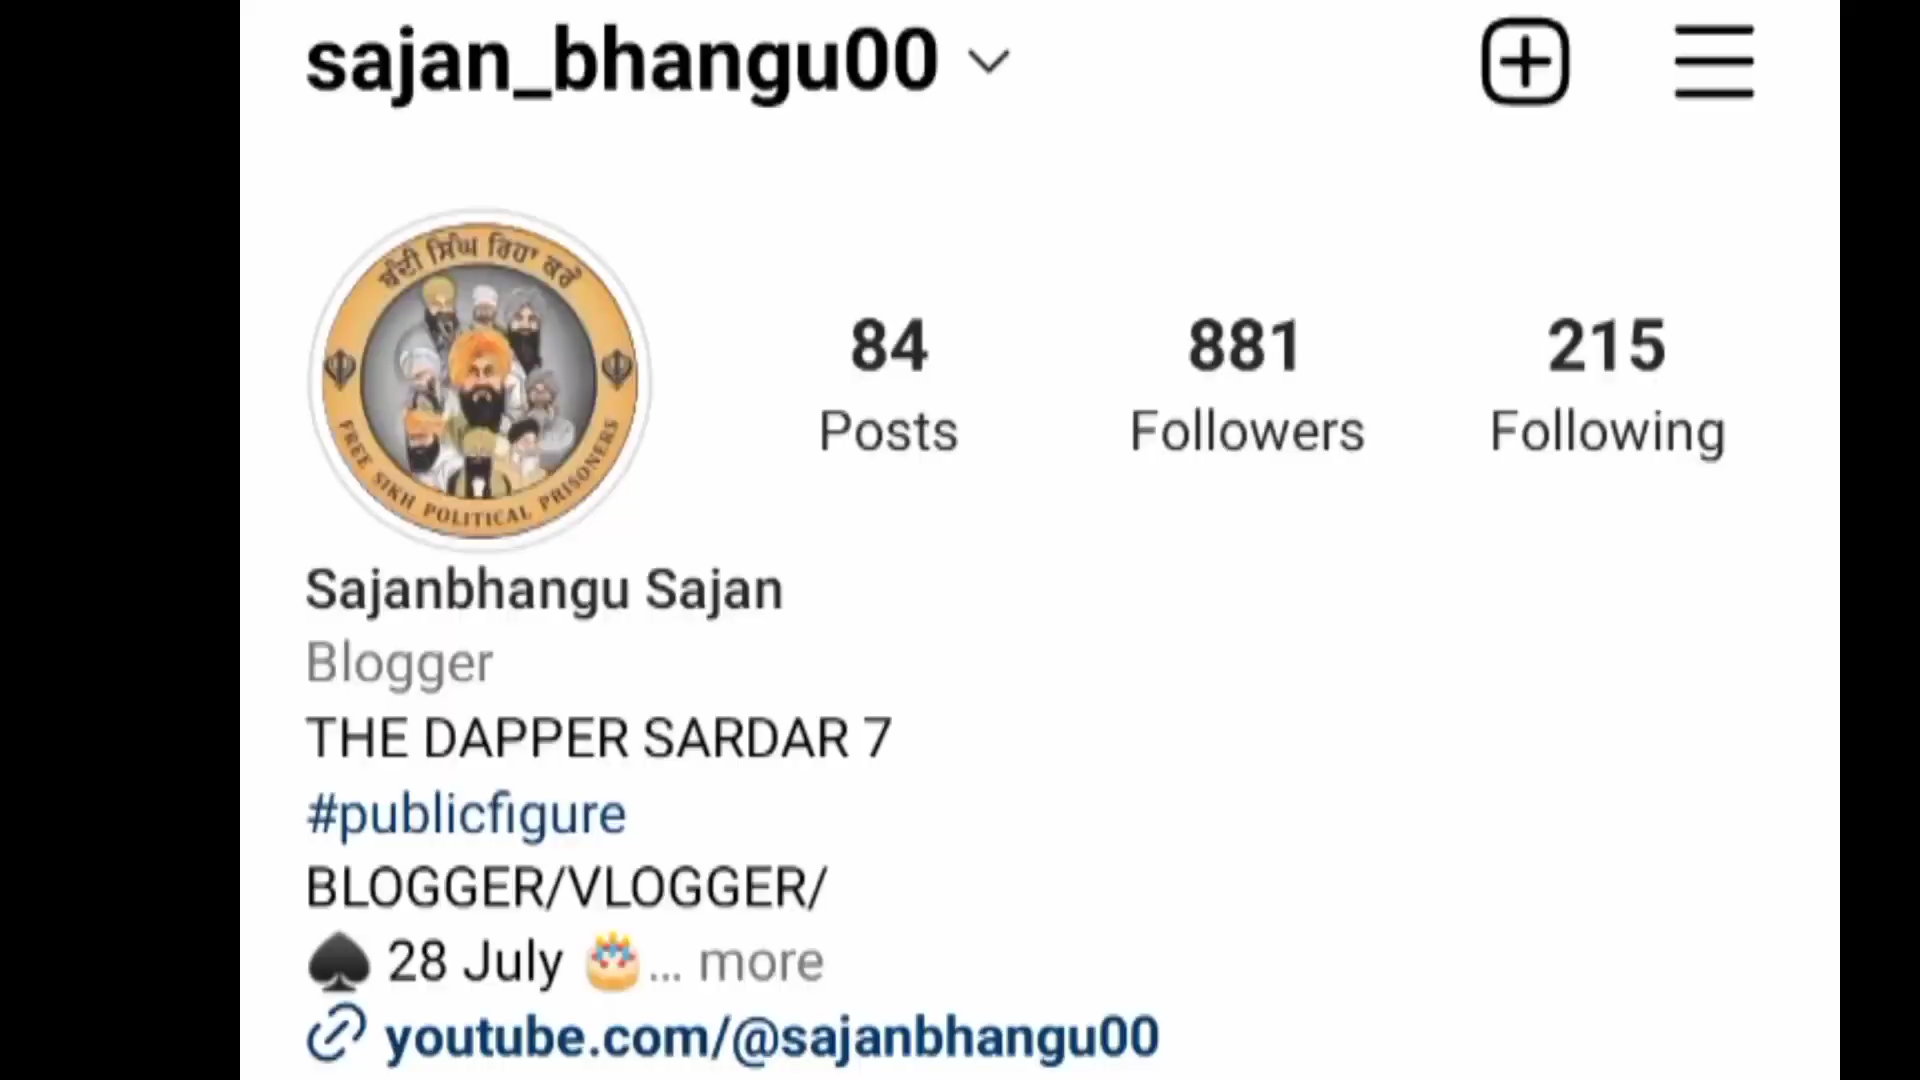 sajan_bhangu00
ਬੰਦੀ ਸਿੰਘ ਰਿਹਾ ਕਰੋ
FREE SIKH POLITICAL PRISONERS
84
Posts
881
Followers
215
Following
Sajanbhangu Sajan
Blogger
THE DAPPER SARDAR 7
#publicfigure
BLOGGER/VLOGGER/
♠ 28 July 🎂... more
youtube.com/@sajanbhangu00